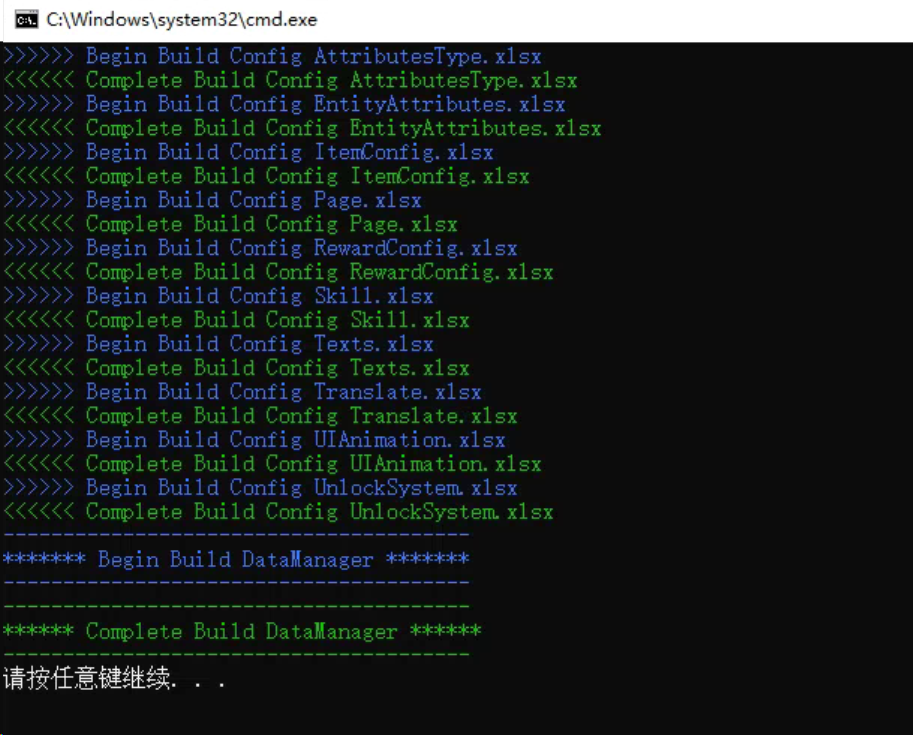 C:\Windows\system32\cmd.exe
>>>>>> Begin Build Config AttributesType.xlsx
<<<<<< Complete Build Config AttributesType.xlsx
>>>>>> Begin Build Config EntityAttributes.xlsx
<<<<<< Complete Build Config EntityAttributes.xlsx
>>>>>> Begin Build Config ItemConfig.xlsx
<<<<<< Complete Build Config ItemConfig.xlsx
>>>>>> Begin Build Config Page.xlsx
<<<<<< Complete Build Config Page.xlsx
>>>>>> Begin Build Config RewardConfig.xlsx
<<<<<< Complete Build Config RewardConfig.xlsx
>>>>>> Begin Build Config Skill.xlsx
<<<<<< Complete Build Config Skill.xlsx
>>>>>> Begin Build Config Texts.xlsx
<<<<<< Complete Build Config Texts.xlsx
>>>>>> Begin Build Config Translate.xlsx
<<<<<< Complete Build Config Translate.xlsx
>>>>>> Begin Build Config UIAnimation.xlsx
<<<<<< Complete Build Config UIAnimation.xlsx
>>>>>> Begin Build Config UnlockSystem.xlsx
<<<<<< Complete Build Config UnlockSystem.xlsx
---------------------------------------
******* Begin Build DataManager *******
---------------------------------------
---------------------------------------
****** Complete Build DataManager ******
---------------------------------------
请按任意键继续. . .